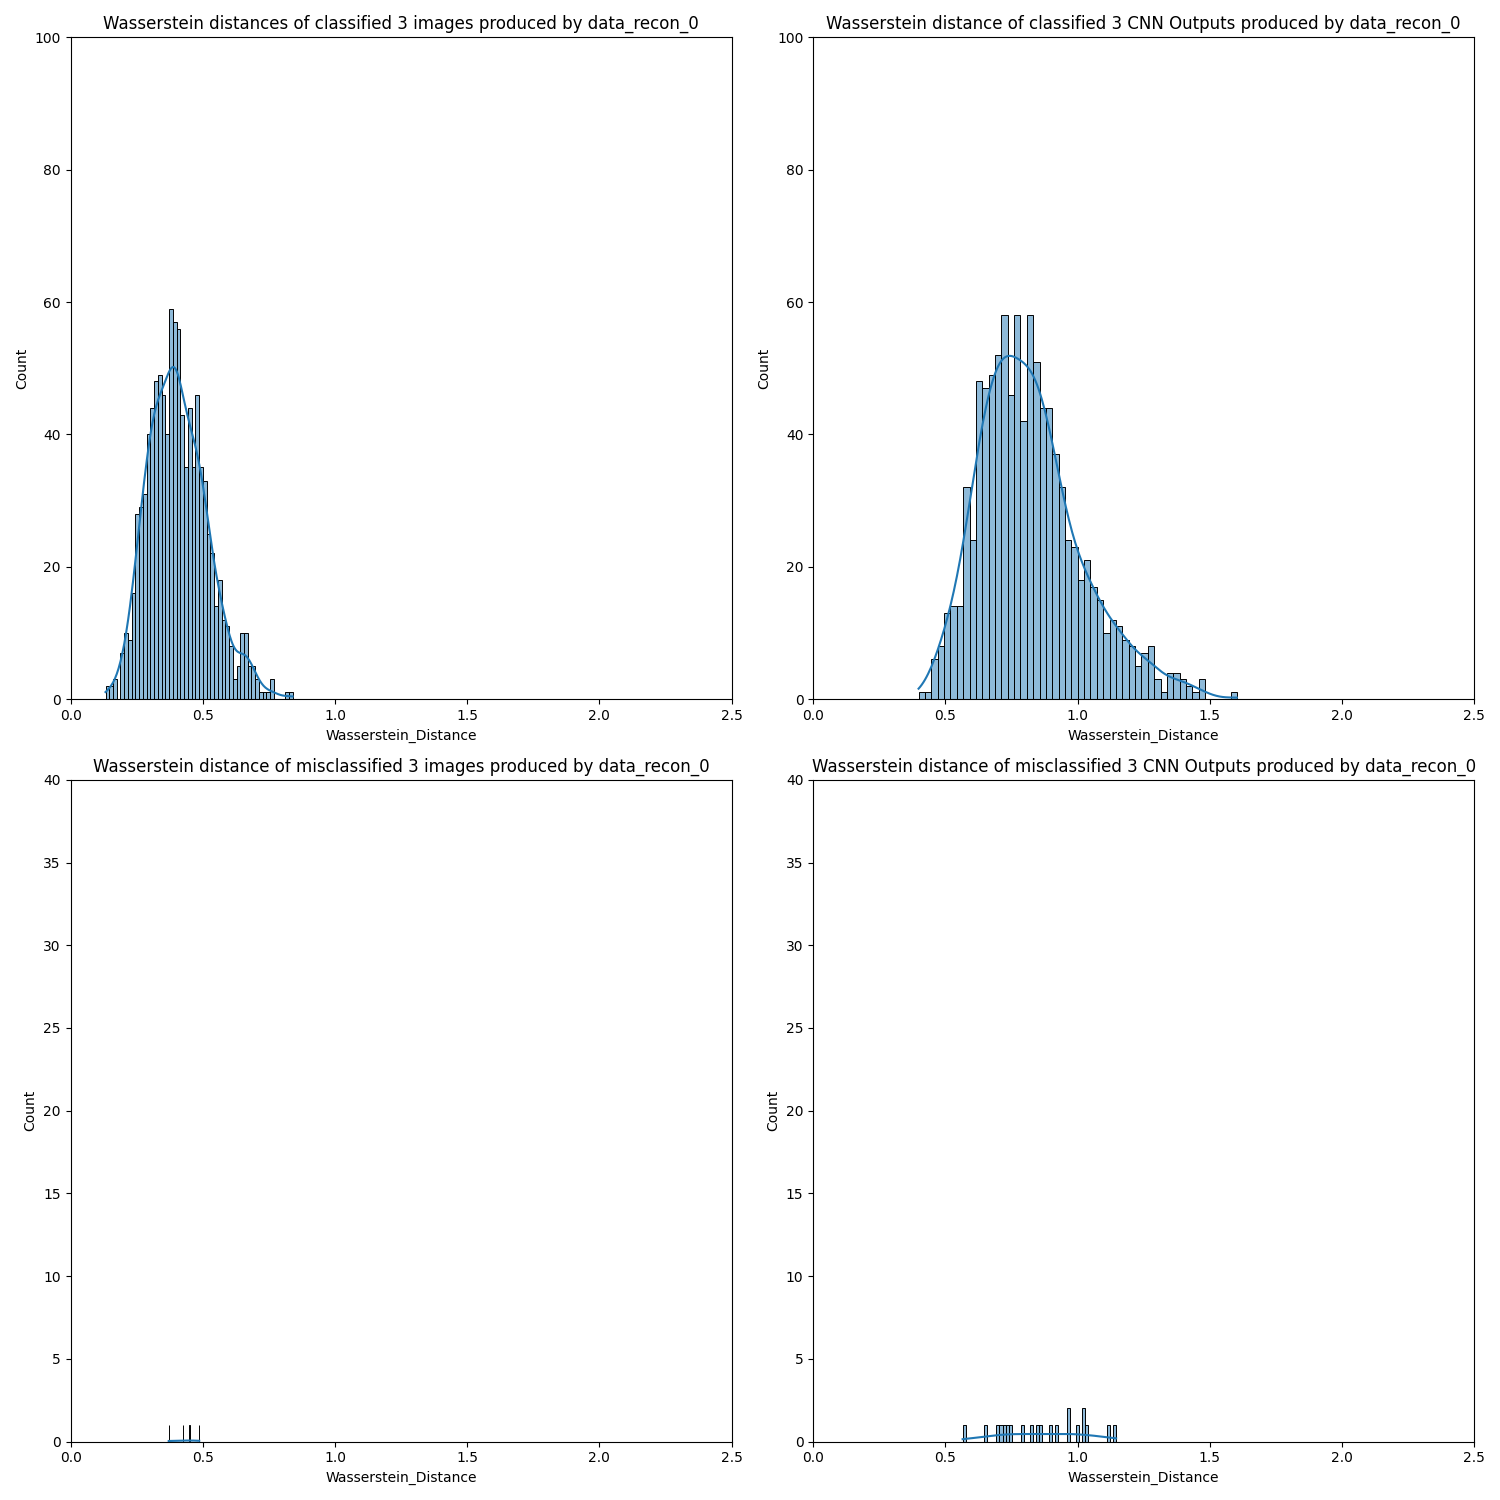 Wasserstein distances of classified 3 images produced by data_recon_0
100
80
60
40
20
0
Count
0.0 0.5 1.0 1.5 2.0 2.5
Wasserstein_Distance
Wasserstein distance of classified 3 CNN Outputs produced by data_recon_0
100
80
60
40
20
0
Count
0.0 0.5 1.0 1.5 2.0 2.5
Wasserstein_Distance
Wasserstein distance of misclassified 3 images produced by data_recon_0
40
35
30
25
20
15
10
5
0
Count
0.0 0.5 1.0 1.5 2.0 2.5
Wasserstein_Distance
Wasserstein distance of misclassified 3 CNN Outputs produced by data_recon_0
40
35
30
25
20
15
10
5
0
Count
0.0 0.5 1.0 1.5 2.0 2.5
Wasserstein_Distance